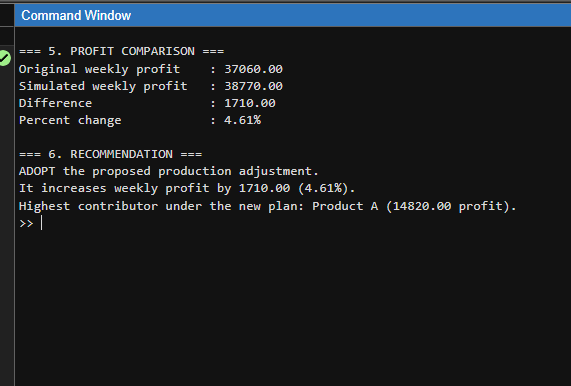 Command Window
=== 5. PROFIT COMPARISON ===
Original weekly profit    : 37060.00
Simulated weekly profit   : 38770.00
Difference                : 1710.00
Percent change            : 4.61%
=== 6. RECOMMENDATION ===
ADOPT the proposed production adjustment.
It increases weekly profit by 1710.00 (4.61%).
Highest contributor under the new plan: Product A (14820.00 profit).
>>